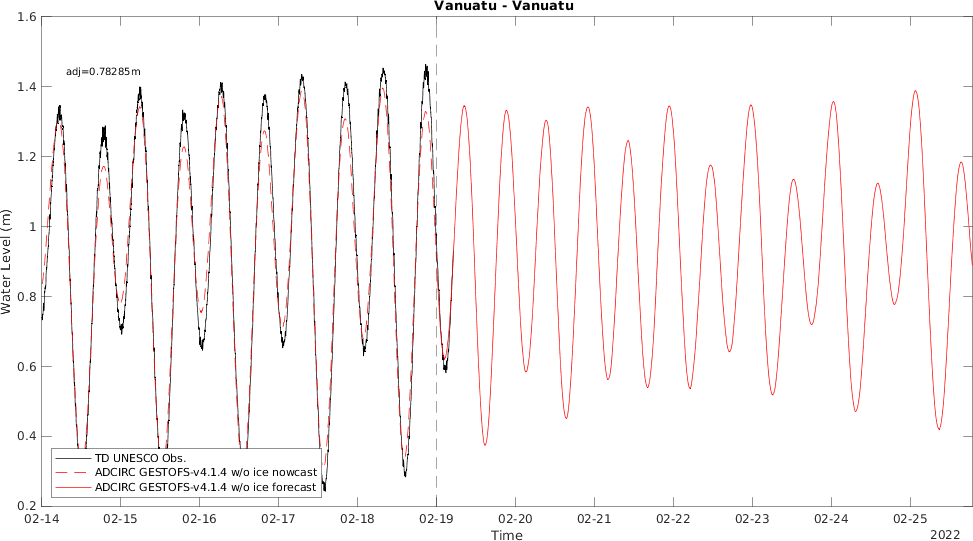 Vanuatu - Vanuatu
1.6
1.4
1.2
1
0.8
0.6
0.4
0.2
Water Level (m)
adj=0.78285m
TD UNESCO Obs.
ADCIRC GESTOFS-v4.1.4 w/o ice nowcast
ADCIRC GESTOFS-v4.1.4 w/o ice forecast
02-14 02-15 02-16 02-17 02-18 02-19 02-20 02-21 02-22 02-23 02-24 02-25
Time
2022